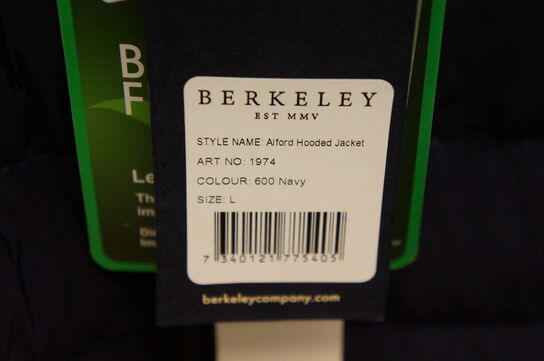 BERKELEY
EST MMV
STYLE NAME: Alford Hooded Jacket
ART NO: 1974
COLOUR: 600 Navy
SIZE: L
7 340121 775405
berkeleycompany.com